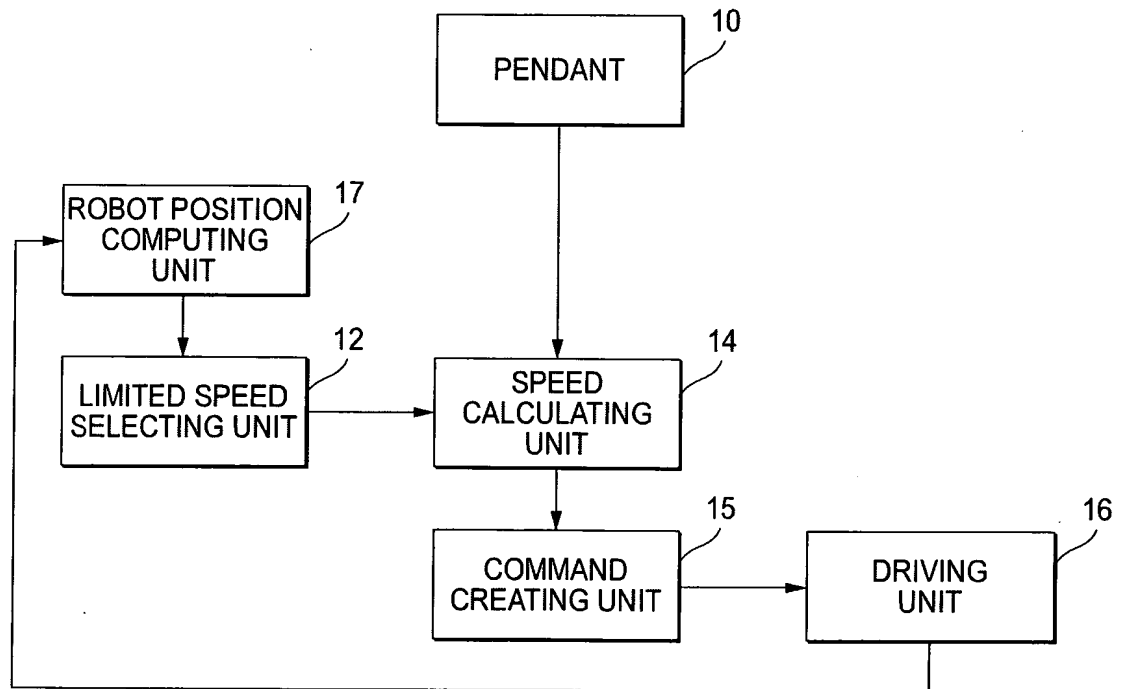 10
PENDANT
17
ROBOT POSITION
COMPUTING
UNIT
12
LIMITED SPEED
SELECTING UNIT
14
SPEED
CALCULATING
UNIT
15
COMMAND
CREATING UNIT
16
DRIVING
UNIT